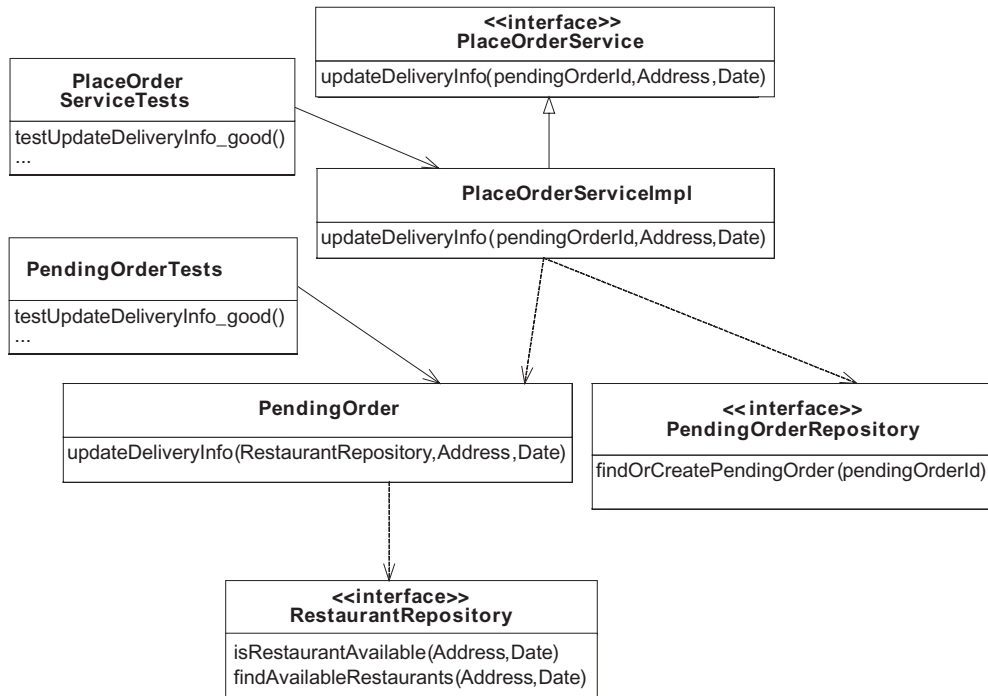 <<interface>>
PlaceOrderService
updateDeliveryInfo(pendingOrderId,Address,Date)
PlaceOrder
ServiceTests
testUpdateDeliveryInfo_good()
...
PlaceOrderServiceImpl
updateDeliveryInfo(pendingOrderId,Address,Date)
PendingOrderTests
testUpdateDeliveryInfo_good()
...
PendingOrder
updateDeliveryInfo(RestaurantRepository,Address,Date)
<<interface>>
PendingOrderRepository
findOrCreatePendingOrder(pendingOrderId)
<<interface>>
RestaurantRepository
isRestaurantAvailable(Address,Date)
findAvailableRestaurants(Address,Date)